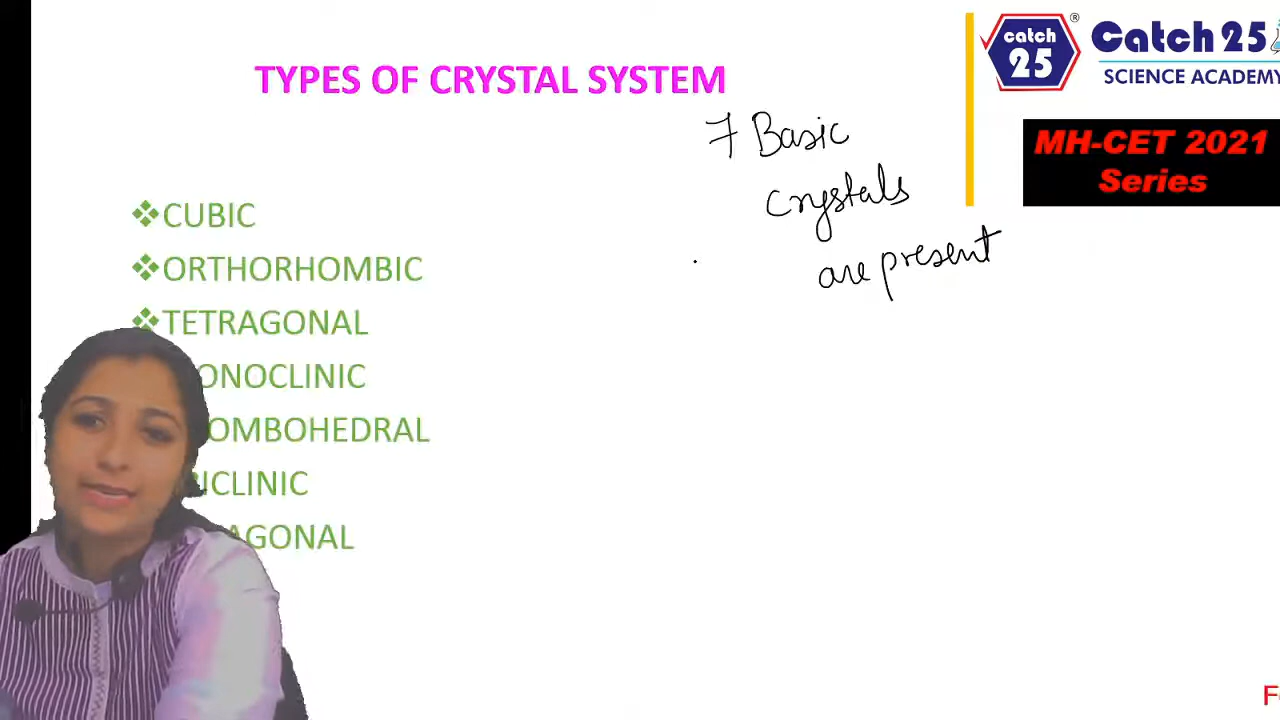 TYPES OF CRYSTAL SYSTEM
catch
25
®
Catch 25
SCIENCE ACADEMY
MH-CET 2021
Series
7 Basic
crystals
are present
❖CUBIC
❖ORTHORHOMBIC
❖TETRAGONAL
ONOCLINIC
OMBOHEDRAL
ICLINIC
AGONAL